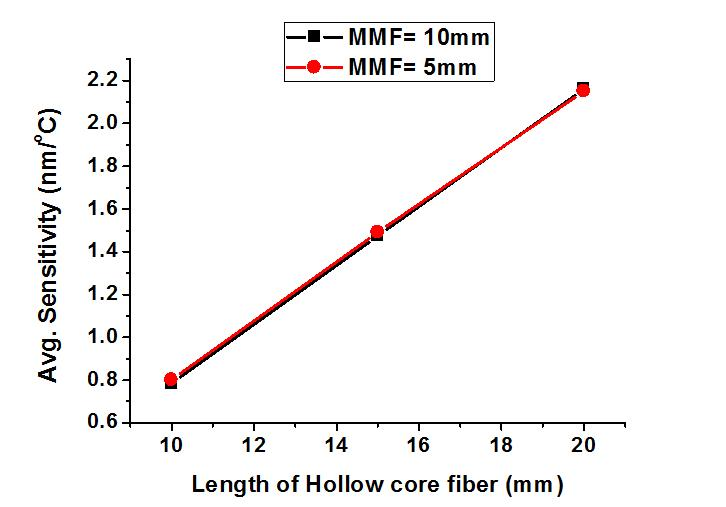 MMF= 10mm
MMF= 5mm
2.2
2.0
1.8
1.6
1.4
1.2
1.0
0.8
0.6
Avg. Sensitivity (nm/°C)
10 12 14 16 18 20
Length of Hollow core fiber (mm)